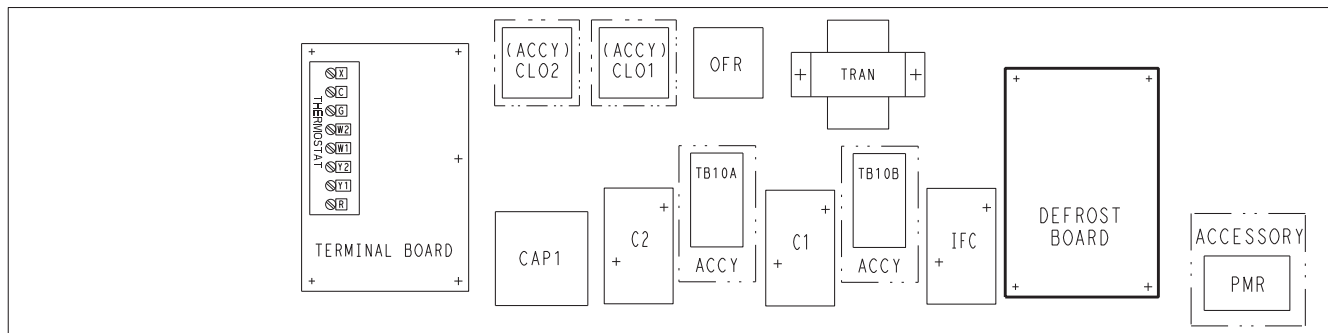 X
C
G
W2
W1
Y2
Y1
R
THERMOSTAT
TERMINAL BOARD
(ACCY)
CLO2
(ACCY)
CLO1
OFR
TRAN
CAP1
C2
TB10A
ACCY
C1
TB10B
ACCY
IFC
DEFROST
BOARD
ACCESSORY
PMR